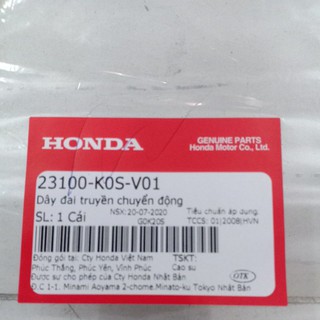 HONDA
GENUINE PARTS
Honda Motor Co., Ltd.
23100-K0S-V01
Dây đai truyền chuyển động
NSX:20-07-2020 Tiêu chuẩn áp dụng
SL: 1 Cái G0K20S TCCS: 01(2008)HVN
Đóng gói tại: Cty Honda Việt Nam TSKT:
Phúc Thắng, Phúc Yên, Vĩnh Phúc Cao su
Được sự cho phép của Cty Honda Nhật Bản
Đ.C 1-1, Minami Aoyama 2-chome.Minato-ku Tokyo Nhật Bản
OTK